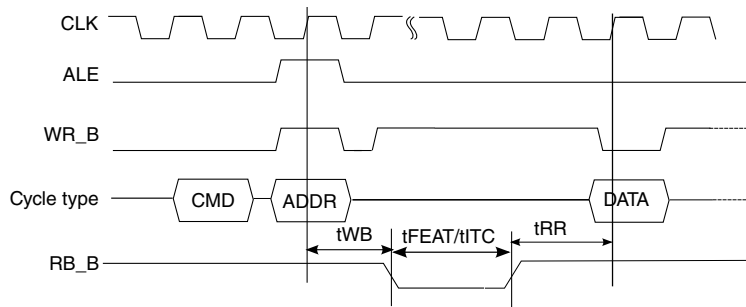 CLK
ALE
WR_B
Cycle type CMD ADDR DATA
tWB tFEAT/tITC tRR
RB_B